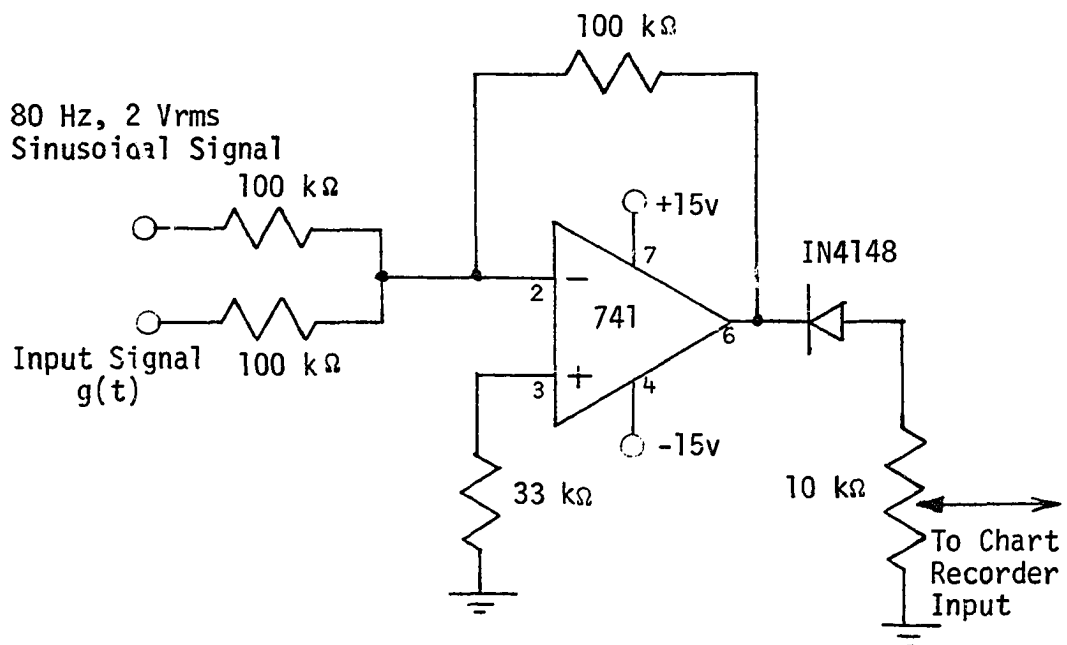 100 kΩ
80 Hz, 2 Vrms
Sinusoidal Signal
100 kΩ
+15v
7
IN4148
2
−
741
6
Input Signal
g(t)
100 kΩ
3
+
4
-15v
33 kΩ
10 kΩ
To Chart
Recorder
Input